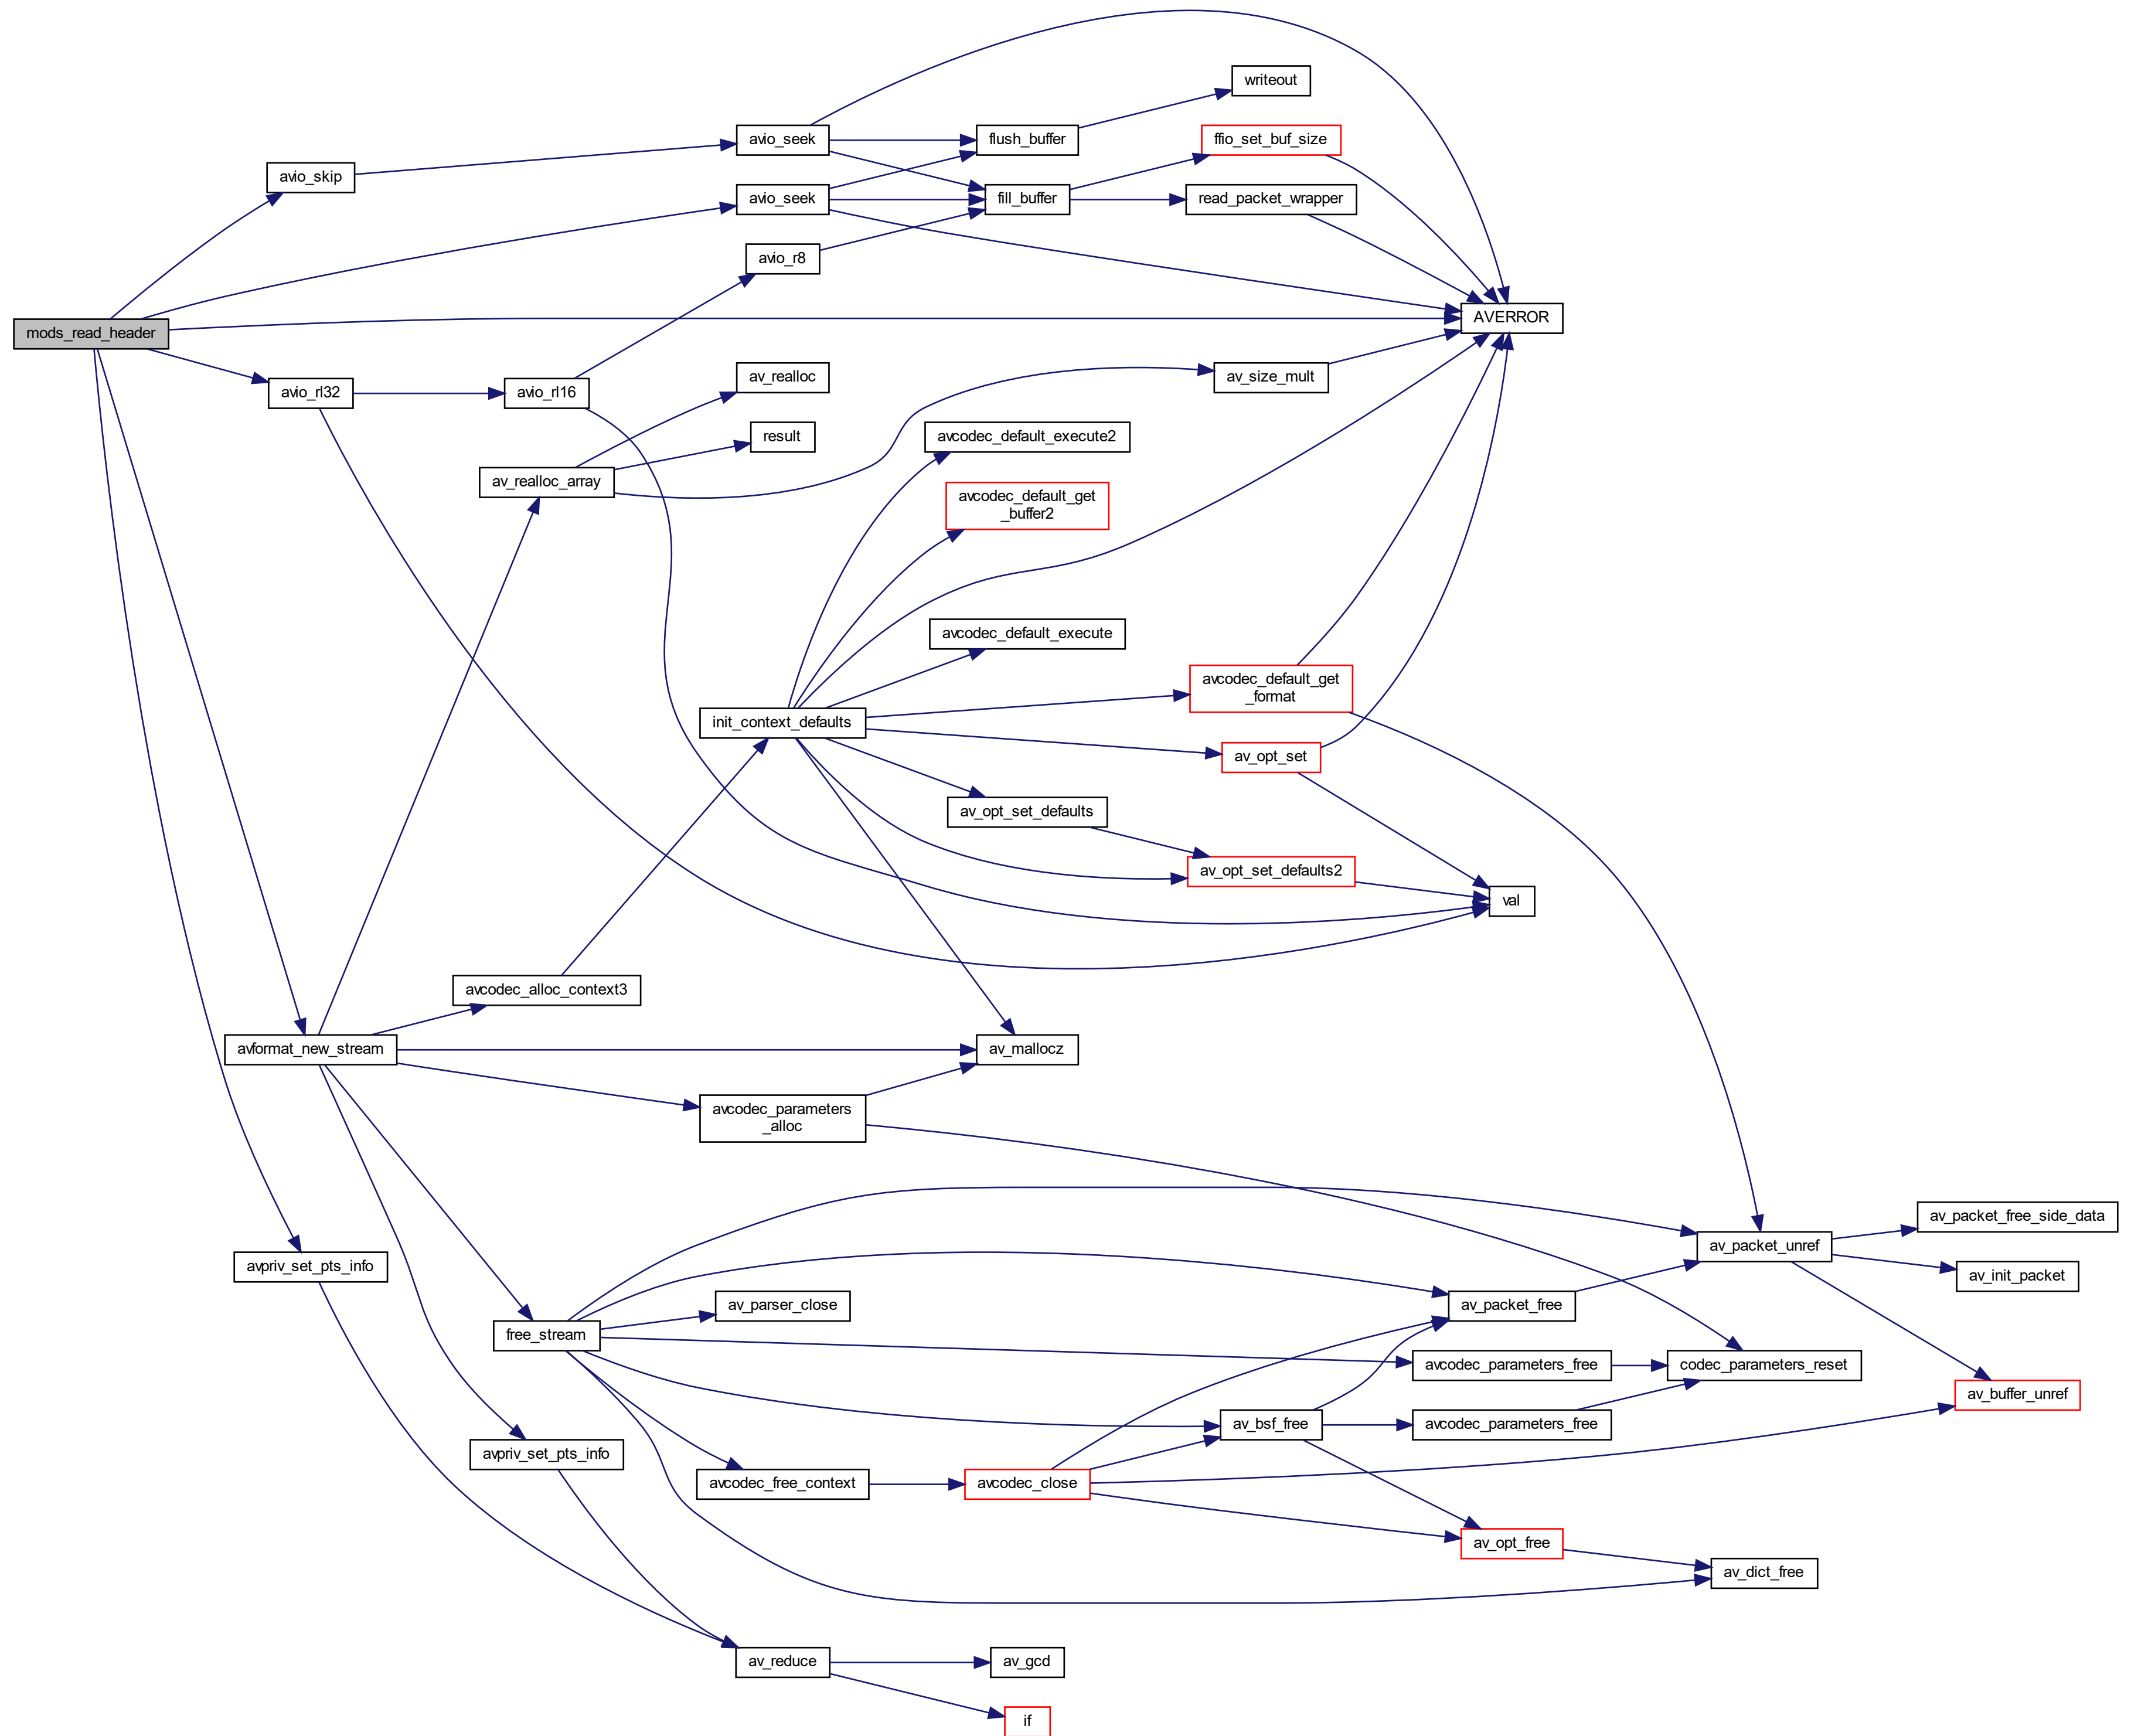 writeout
avio_seek
flush_buffer
ffio_set_buf_size
avio_skip
avio_seek
fill_buffer
read_packet_wrapper
avio_r8
mods_read_header
AVERROR
avio_rl32
avio_rl16
av_realloc
av_size_mult
result
avcodec_default_execute2
av_realloc_array
avcodec_default_get
_buffer2
avcodec_default_execute
avcodec_default_get
_format
init_context_defaults
av_opt_set
av_opt_set_defaults
av_opt_set_defaults2
val
avcodec_alloc_context3
avformat_new_stream
av_mallocz
avcodec_parameters
_alloc
av_packet_free_side_data
av_packet_unref
avpriv_set_pts_info
av_init_packet
av_parser_close
av_packet_free
free_stream
avcodec_parameters_free
codec_parameters_reset
av_buffer_unref
av_bsf_free
avcodec_parameters_free
avpriv_set_pts_info
avcodec_free_context
avcodec_close
av_opt_free
av_dict_free
av_reduce
av_gcd
if